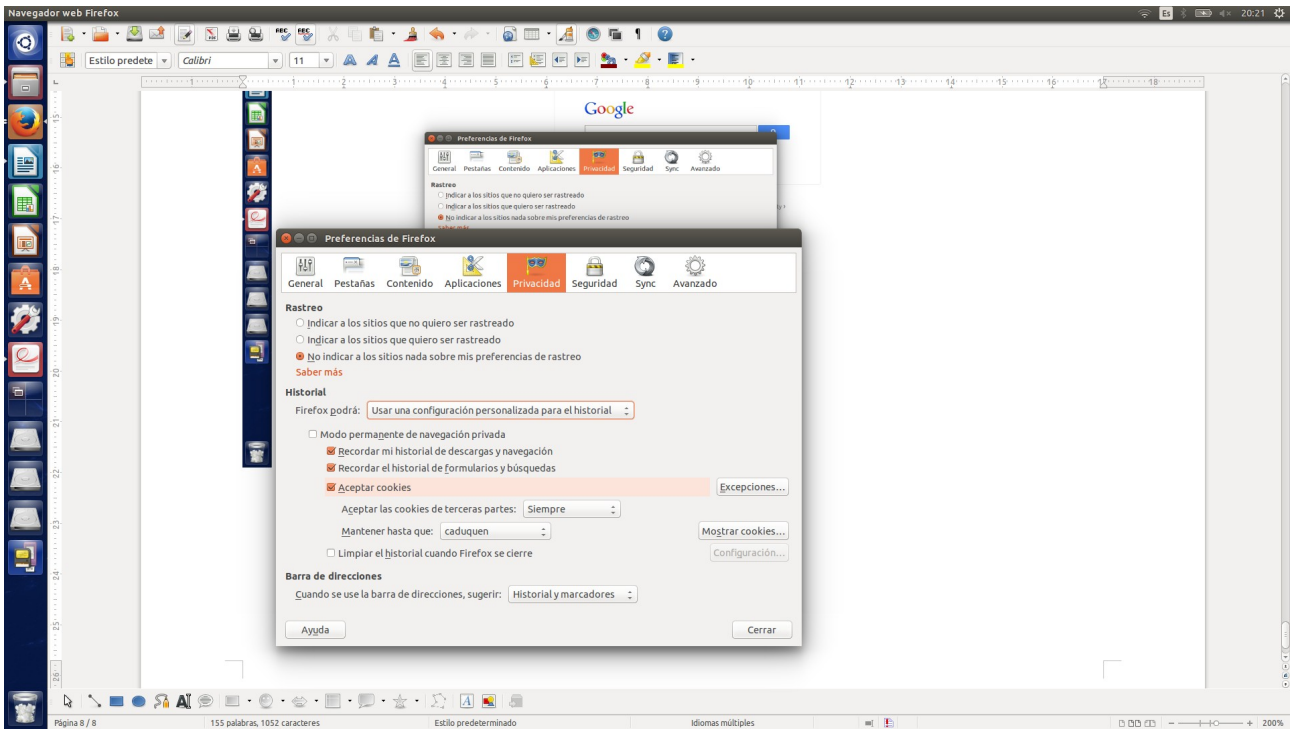 Navegador web Firefox
Es
20:21
Estilo predete
Calibri
11
Google
Preferencias de Firefox
General Pestañas Contenido Aplicaciones Privacidad Seguridad Sync Avanzado
Rastreo
Indicar a los sitios que no quiero ser rastreado
Indicar a los sitios que quiero ser rastreado
No indicar a los sitios nada sobre mis preferencias de rastreo
Saber más
Preferencias de Firefox
General Pestañas Contenido Aplicaciones Privacidad Seguridad Sync Avanzado
Rastreo
Indicar a los sitios que no quiero ser rastreado
Indicar a los sitios que quiero ser rastreado
No indicar a los sitios nada sobre mis preferencias de rastreo
Saber más
Historial
Firefox podrá: Usar una configuración personalizada para el historial
Modo permanente de navegación privada
Recordar mi historial de descargas y navegación
Recordar el historial de formularios y búsquedas
Aceptar cookies Excepciones...
Aceptar las cookies de terceras partes: Siempre
Mantener hasta que: caduquen Mostrar cookies...
Limpiar el historial cuando Firefox se cierre Configuración...
Barra de direcciones
Cuando se use la barra de direcciones, sugerir: Historial y marcadores
Ayuda Cerrar
Página 8 / 8 155 palabras, 1052 caracteres Estilo predeterminado Idiomas múltiples 200%